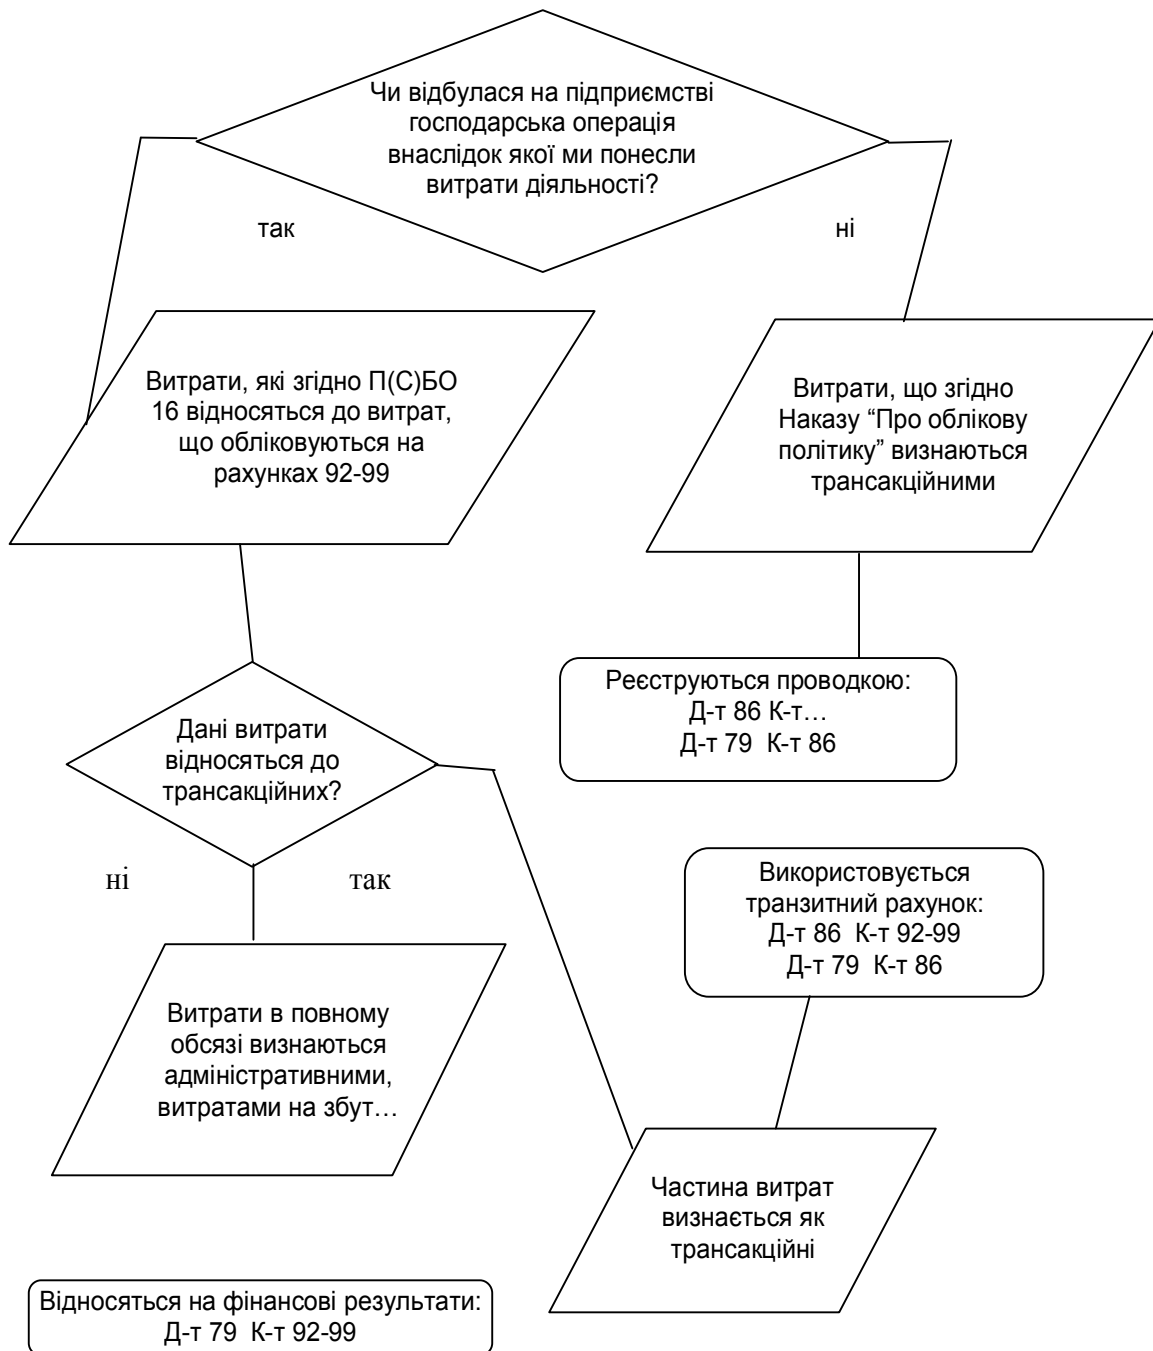 Чи відбулася на підприємстві
господарська операція
внаслідок якої ми понесли
витрати діяльності?
так
ні
Витрати, які згідно П(С)БО
16 відносяться до витрат,
що обліковуються на
рахунках 92-99
Витрати, що згідно
Наказу “Про облікову
політику” визнаються
трансакційними
Реєструються проводкою:
Д-т 86 К-т…
Д-т 79 К-т 86
Дані витрати
відносяться до
трансакційних?
ні
так
Використовується
транзитний рахунок:
Д-т 86 К-т 92-99
Д-т 79 К-т 86
Витрати в повному
обсязі визнаються
адміністративними,
витратами на збут…
Частина витрат
визнається як
трансакційні
Відносяться на фінансові результати:
Д-т 79 К-т 92-99